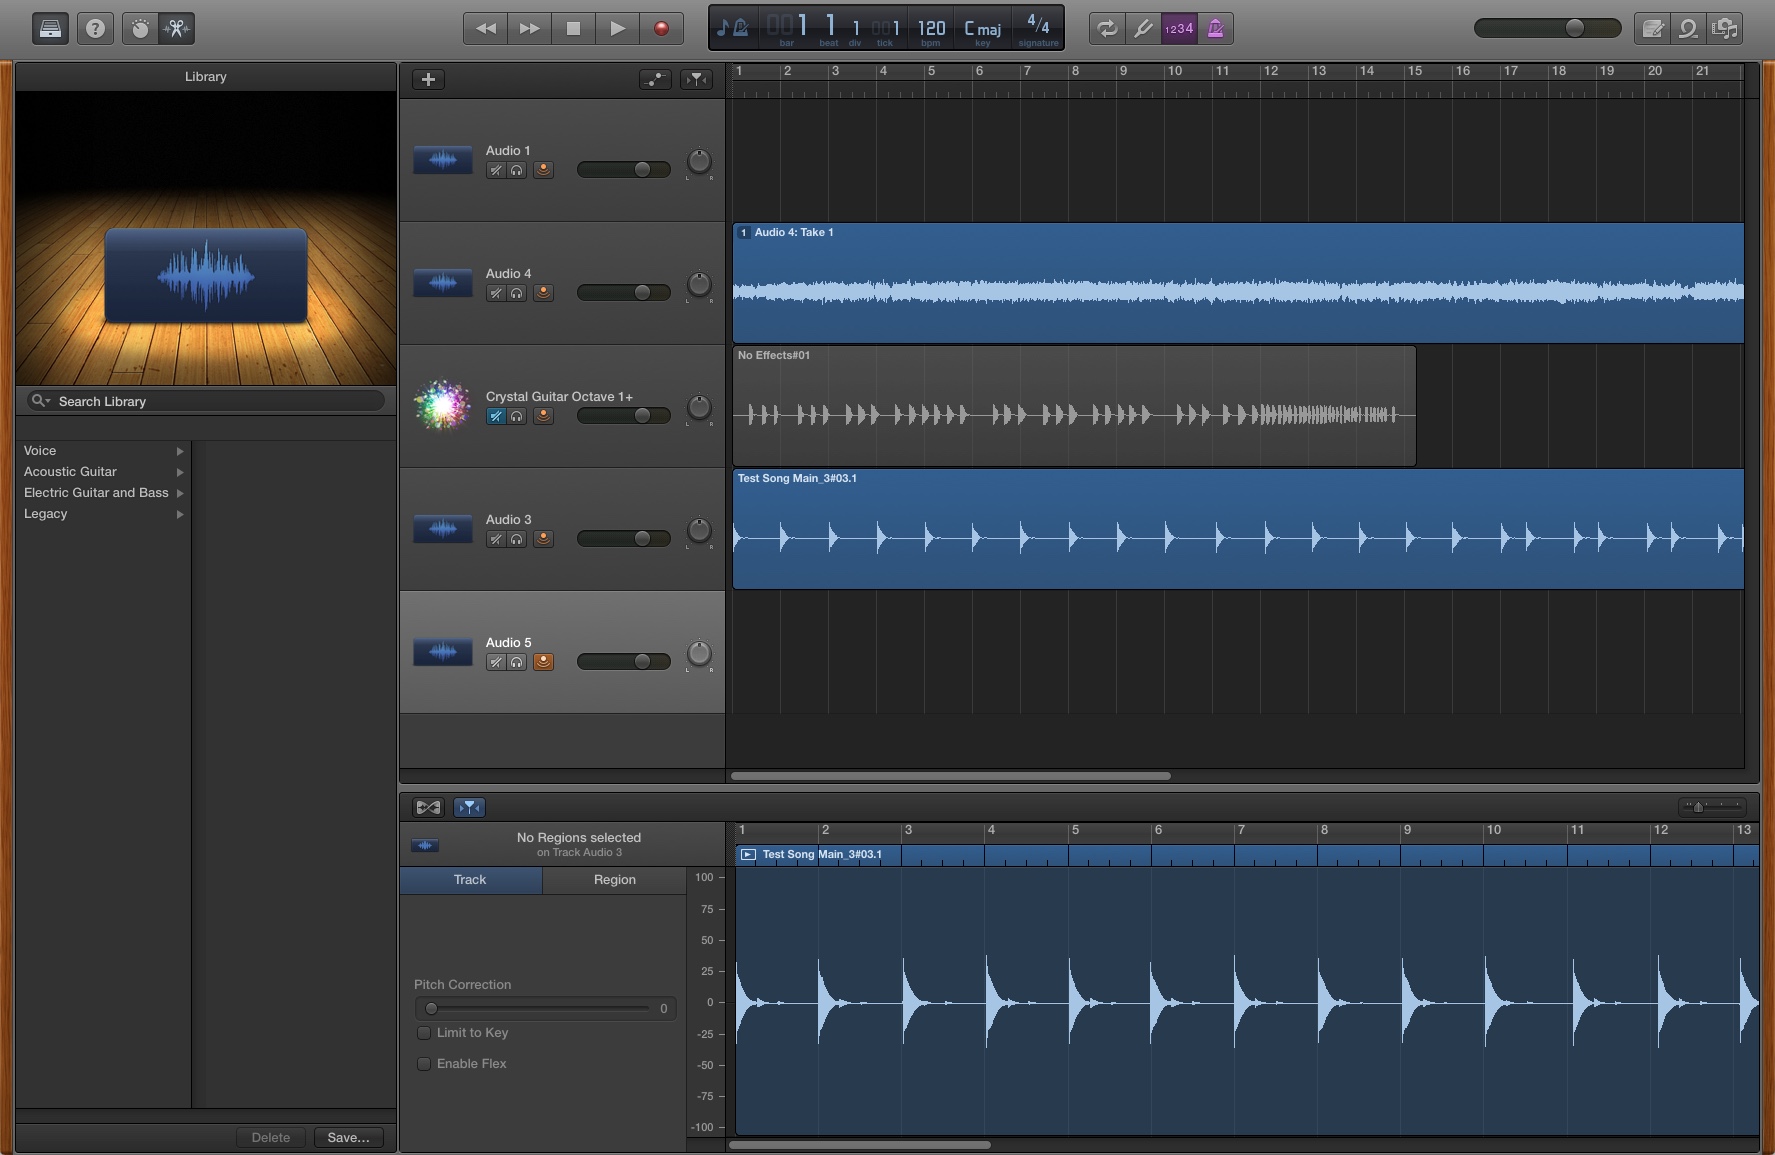 ?
001 1 1 001 120 C maj 4/4
bar beat div tick bpm key signature
1234
Library
Search Library
Voice
Acoustic Guitar
Electric Guitar and Bass
Legacy
Delete Save...
1 2 3 4 5 6 7 8 9 10 11 12 13 14 15 16 17 18 19 20 21
Audio 1
L R
Audio 4
L R
1 Audio 4: Take 1
Crystal Guitar Octave 1+
L R
No Effects#01
Audio 3
L R
Test Song Main_3#03.1
Audio 5
L R
No Regions selected
on Track Audio 3
Track Region
Pitch Correction
0
Limit to Key
Enable Flex
1 2 3 4 5 6 7 8 9 10 11 12 13
Test Song Main_3#03.1
100
75
50
25
0
-25
-50
-75
-100